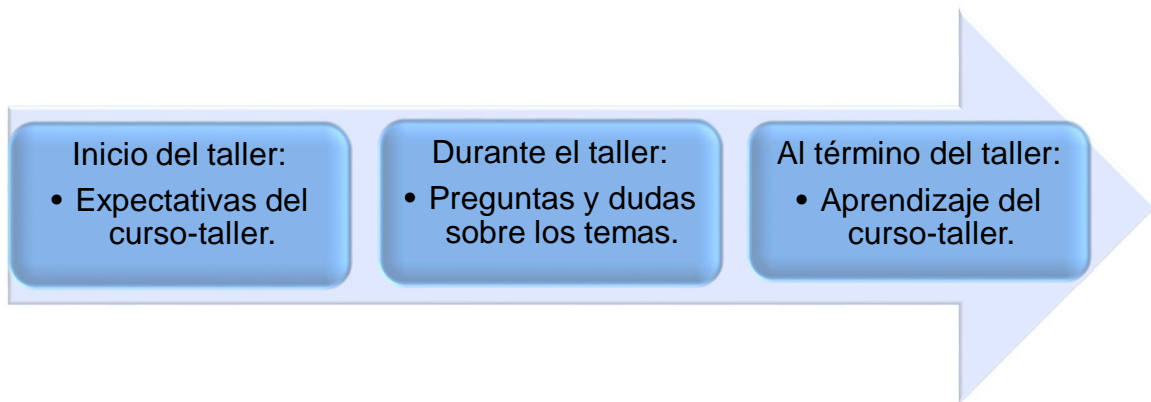 Inicio del taller:
• Expectativas del
curso-taller.
Durante el taller:
• Preguntas y dudas
sobre los temas.
Al término del taller:
• Aprendizaje del
curso-taller.